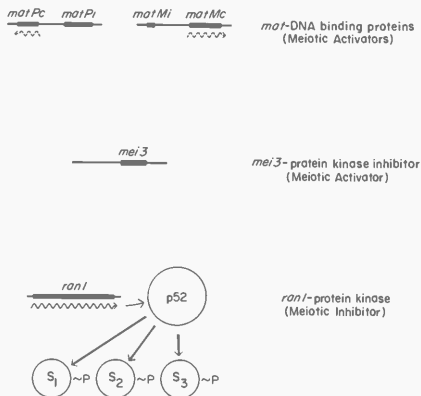 matPc matPi matMi matMc mat-DNA binding proteins
(Meiotic Activators)
mei3
mei3-protein kinase inhibitor
(Meiotic Activator)
ran1 p52 ran1-protein kinase
(Meiotic Inhibitor)
S1 ~P S2 ~P S3 ~P